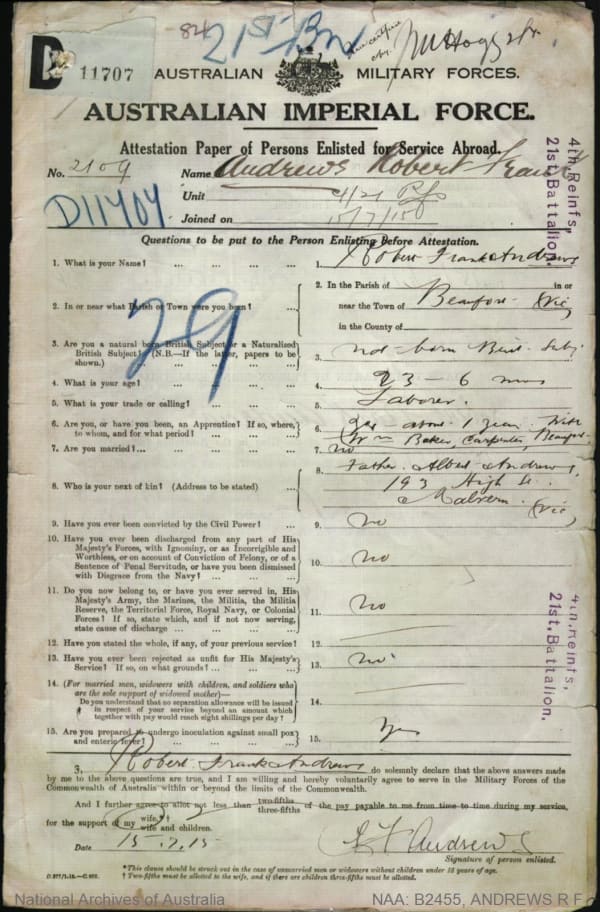 D 11707
84
21st Bn
AUSTRALIAN MILITARY FORCES.
AUSTRALIAN IMPERIAL FORCE.
Attestation Paper of Persons Enlisted for Service Abroad.
No. 2109 Name Andrews Robert Frank
D11707 Unit 4/21
Joined on 15/7/15
4th Reinfs,
21st. Battalion.
Questions to be put to the Person Enlisting Before Attestation.
1. What is your Name? ... ... ... 1. Robert Frank Andrews
2. In or near what Parish or Town were you born? ... 2. In the Parish of in or
near the Town of Beaufort (Vic)
in the County of
29
3. Are you a natural born British Subject or a Naturalized
British Subject? (N.B.—If the latter, papers to be
shown.) ... ... 3. nat-born Brit. Subj
4. What is your age? ... ... ... 4. 23 - 6 mos
5. What is your trade or calling? ... ... 5. Laborer.
6. Are you, or have you been, an Apprentice? If so, where,
to whom, and for what period? ... ... 6. Yes - about 1 year with
Wm Baker, Carpenter, Beaufort
7. Are you married? ... ... ... 7. no
8. Who is your next of kin? (Address to be stated) ... 8. Father. Albert Andrews,
193 High St.
Malvern. (Vic)
9. Have you ever been convicted by the Civil Power? ... 9. no
10. Have you ever been discharged from any part of His
Majesty's Forces, with Ignominy, or as Incorrigible and
Worthless, or on account of Conviction of Felony, or of a
Sentence of Penal Servitude, or have you been dismissed
with Disgrace from the Navy? ... ... 10. no
11. Do you now belong to, or have you ever served in, His
Majesty's Army, the Marines, the Militia, the Militia
Reserve, the Territorial Force, Royal Navy, or Colonial
Forces? If so, state which, and if not now serving,
state cause of discharge ... ... ... 11. no
4th. Reinfs,
21st. Battalion.
12. Have you stated the whole, if any, of your previous service? 12.
13. Have you ever been rejected as unfit for His Majesty's
Service? If so, on what grounds? ... ... 13. no
14. (For married men, widowers with children, and soldiers who
are the sole support of widowed mother)—
Do you understand that no separation allowance will be issued
in respect of your service beyond an amount which
together with pay would reach eight shillings per day? 14.
15. Are you prepared to undergo inoculation against small pox
and enteric fever? ... ... ... 15. Yes
I, Robert Frank Andrews do solemnly declare that the above answers made
by me to the above questions are true, and I am willing and hereby voluntarily agree to serve in the Military Forces of the
Commonwealth of Australia within or beyond the limits of the Commonwealth.
And I further agree to allot not less than two-fifths three-fifths of the pay payable to me from time to time during my service,
for the support of my wife.*† wife and children.
Date 15.7.15 R F Andrews
Signature of person enlisted.
*This clause should be struck out in the case of unmarried men or widowers without children under 18 years of age.
† Two-fifths must be allotted to the wife, and if there are children three-fifths must be allotted.
National Archives of Australia NAA: B2455, ANDREWS R F